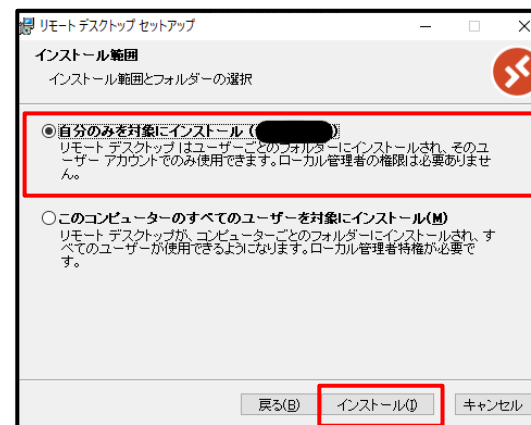 リモート デスクトップ セットアップ
インストール範囲
インストール範囲とフォルダーの選択
自分のみを対象にインストール ( )
リモート デスクトップ はユーザーごとのフォルダーにインストールされ、そのユ
ーザー アカウントでのみ使用できます。ローカル管理者の権限は必要ありませ
ん。
このコンピューターのすべてのユーザーを対象にインストール(M)
リモート デスクトップが、コンピューターごとのフォルダーにインストールされ、す
べてのユーザーが使用できるようになります。ローカル管理者特権が必要で
す。
戻る(B) インストール(I) キャンセル